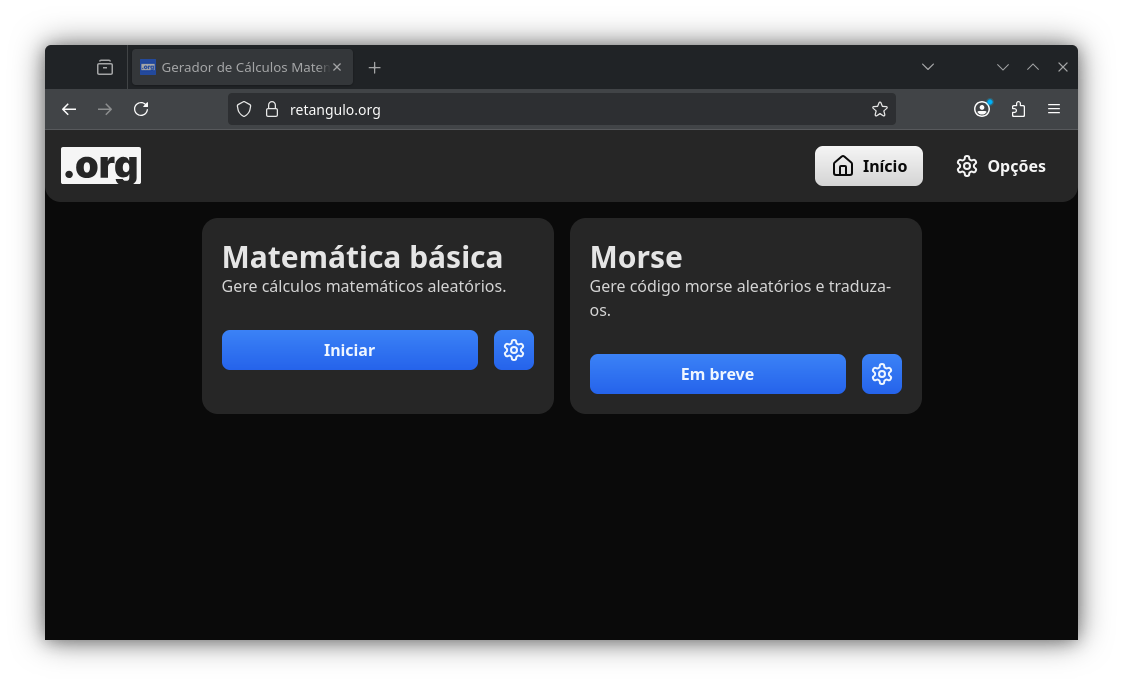 Gerador de Cálculos Mater
retangulo.org
.org
Início
Opções
Matemática básica
Gere cálculos matemáticos aleatórios.
Iniciar
Morse
Gere código morse aleatórios e traduza-
os.
Em breve